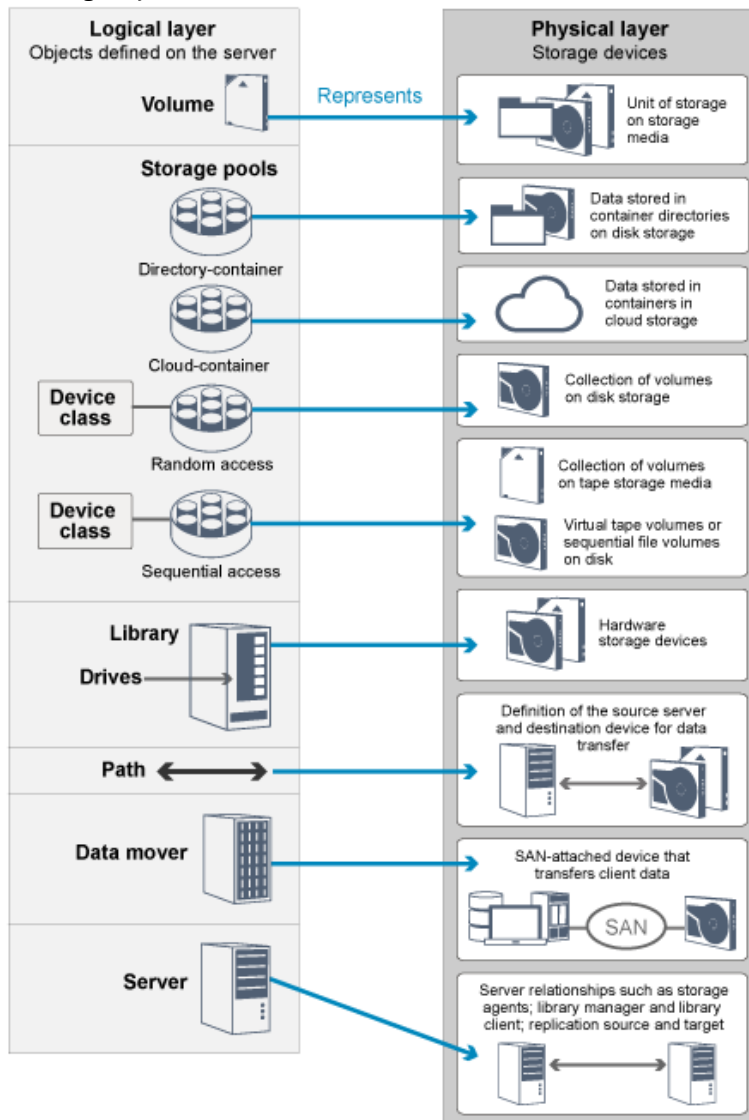 Logical layer
Objects defined on the server
Physical layer
Storage devices
Volume
Represents
Unit of storage
on storage
media
Storage pools
Directory-container
Data stored in
container directories
on disk storage
Cloud-container
Data stored in
containers in
cloud storage
Device
class
Random access
Collection of volumes
on disk storage
Device
class
Sequential access
Collection of volumes
on tape storage media
Virtual tape volumes or
sequential file volumes
on disk
Library
Drives
Hardware
storage devices
Path
Definition of the source server
and destination device for data
transfer
Data mover
SAN-attached device that
transfers client data
SAN
Server
Server relationships such as storage
agents; library manager and library
client; replication source and target